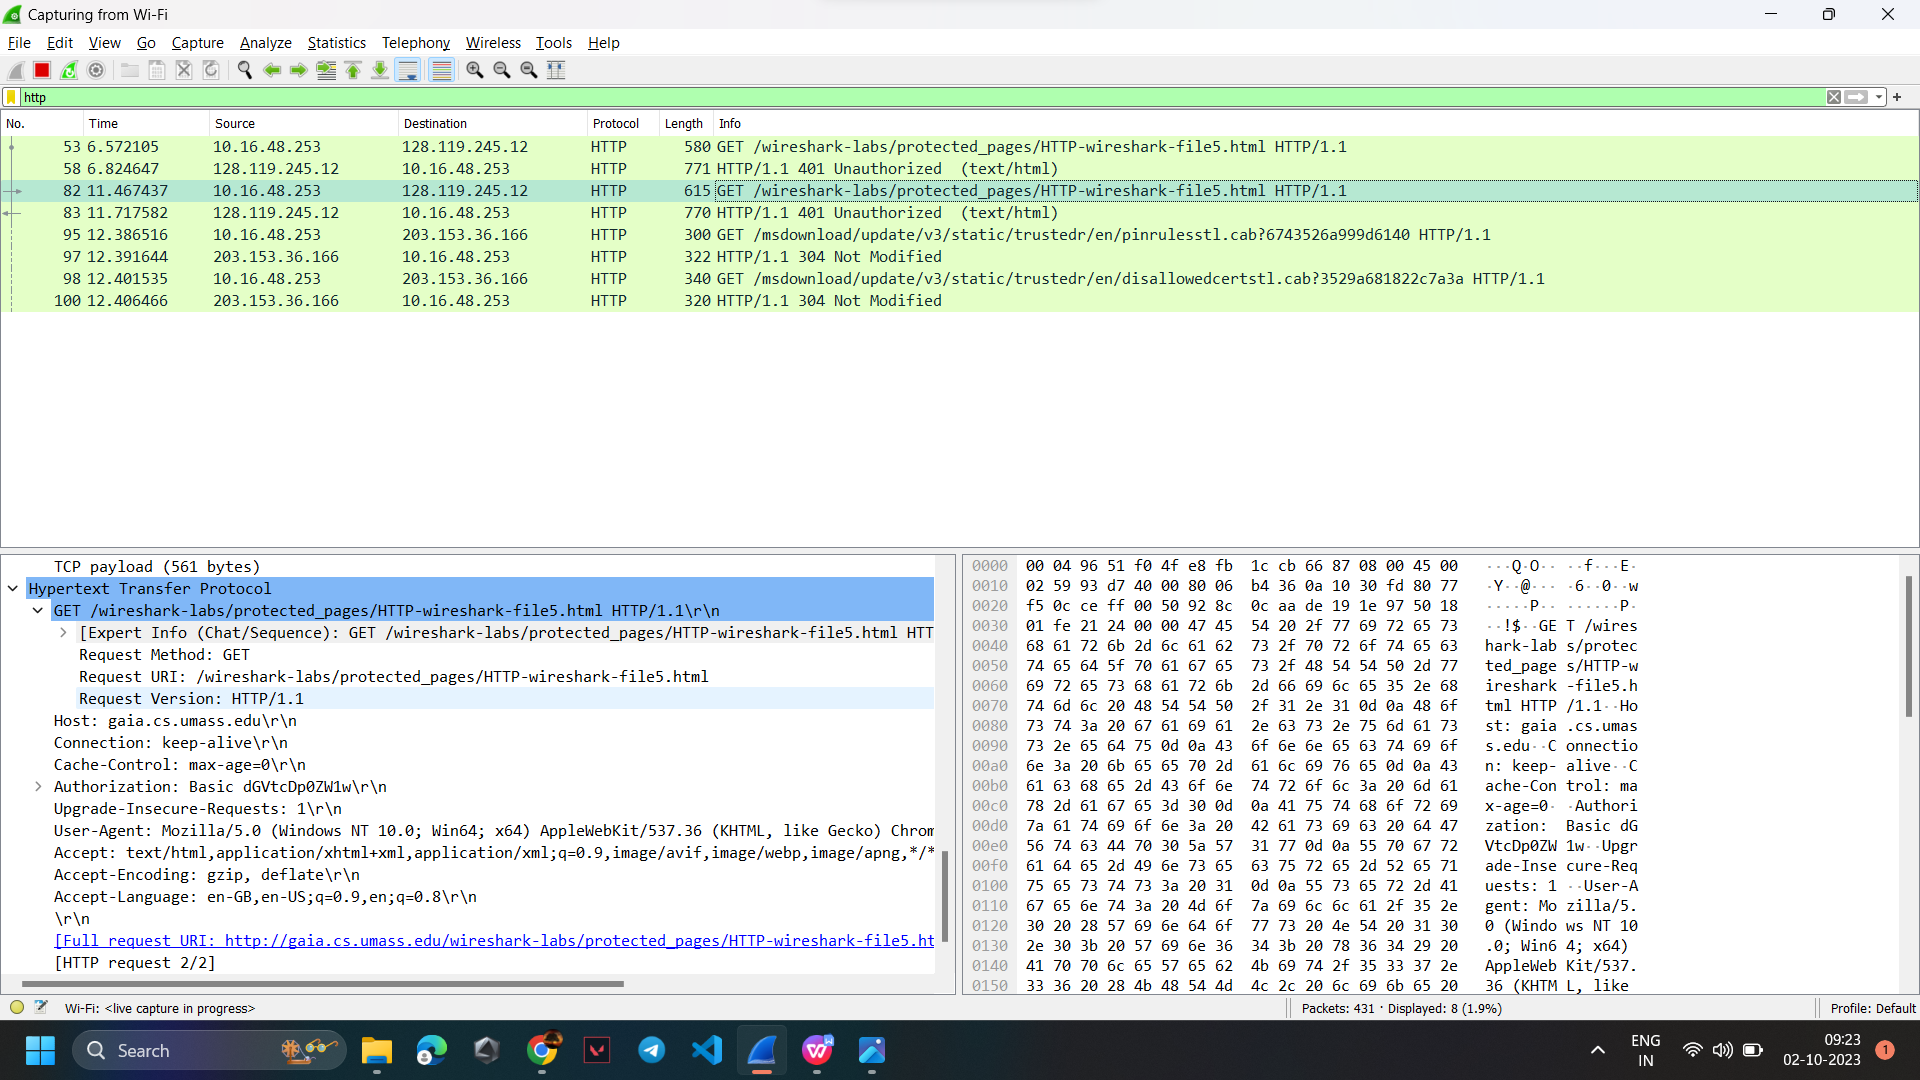 Capturing from Wi-Fi
File Edit View Go Capture Analyze Statistics Telephony Wireless Tools Help
http
No. Time Source Destination Protocol Length Info
53 6.572105 10.16.48.253 128.119.245.12 HTTP 580 GET /wireshark-labs/protected_pages/HTTP-wireshark-file5.html HTTP/1.1
58 6.824647 128.119.245.12 10.16.48.253 HTTP 771 HTTP/1.1 401 Unauthorized  (text/html)
82 11.467437 10.16.48.253 128.119.245.12 HTTP 615 GET /wireshark-labs/protected_pages/HTTP-wireshark-file5.html HTTP/1.1
83 11.717582 128.119.245.12 10.16.48.253 HTTP 770 HTTP/1.1 401 Unauthorized  (text/html)
95 12.386516 10.16.48.253 203.153.36.166 HTTP 300 GET /msdownload/update/v3/static/trustedr/en/pinrulesstl.cab?6743526a999d6140 HTTP/1.1
97 12.391644 203.153.36.166 10.16.48.253 HTTP 322 HTTP/1.1 304 Not Modified
98 12.401535 10.16.48.253 203.153.36.166 HTTP 340 GET /msdownload/update/v3/static/trustedr/en/disallowedcertstl.cab?3529a681822c7a3a HTTP/1.1
100 12.406466 203.153.36.166 10.16.48.253 HTTP 320 HTTP/1.1 304 Not Modified
TCP payload (561 bytes)
Hypertext Transfer Protocol
GET /wireshark-labs/protected_pages/HTTP-wireshark-file5.html HTTP/1.1\r\n
[Expert Info (Chat/Sequence): GET /wireshark-labs/protected_pages/HTTP-wireshark-file5.html HTT
Request Method: GET
Request URI: /wireshark-labs/protected_pages/HTTP-wireshark-file5.html
Request Version: HTTP/1.1
Host: gaia.cs.umass.edu\r\n
Connection: keep-alive\r\n
Cache-Control: max-age=0\r\n
Authorization: Basic dGVtcDp0ZW1w\r\n
Upgrade-Insecure-Requests: 1\r\n
User-Agent: Mozilla/5.0 (Windows NT 10.0; Win64; x64) AppleWebKit/537.36 (KHTML, like Gecko) Chrom
Accept: text/html,application/xhtml+xml,application/xml;q=0.9,image/avif,image/webp,image/apng,*/*
Accept-Encoding: gzip, deflate\r\n
Accept-Language: en-GB,en-US;q=0.9,en;q=0.8\r\n
\r\n
[Full request URI: http://gaia.cs.umass.edu/wireshark-labs/protected_pages/HTTP-wireshark-file5.ht
[HTTP request 2/2]
0000 00 04 96 51 f0 4f e8 fb 1c cb 66 87 08 00 45 00 ···Q·O·· ··f···E·
0010 02 59 93 d7 40 00 80 06 b4 36 0a 10 30 fd 80 77 ·Y··@··· ·6··0··w
0020 f5 0c ce ff 00 50 92 8c 0c aa de 19 1e 97 50 18 ·····P·· ······P·
0030 01 fe 21 24 00 00 47 45 54 20 2f 77 69 72 65 73 ··!$··GE T /wires
0040 68 61 72 6b 2d 6c 61 62 73 2f 70 72 6f 74 65 63 hark-lab s/protec
0050 74 65 64 5f 70 61 67 65 73 2f 48 54 54 50 2d 77 ted_page s/HTTP-w
0060 69 72 65 73 68 61 72 6b 2d 66 69 6c 65 35 2e 68 ireshark -file5.h
0070 74 6d 6c 20 48 54 54 50 2f 31 2e 31 0d 0a 48 6f tml HTTP /1.1··Ho
0080 73 74 3a 20 67 61 69 61 2e 63 73 2e 75 6d 61 73 st: gaia .cs.umas
0090 73 2e 65 64 75 0d 0a 43 6f 6e 6e 65 63 74 69 6f s.edu··C onnectio
00a0 6e 3a 20 6b 65 65 70 2d 61 6c 69 76 65 0d 0a 43 n: keep- alive··C
00b0 61 63 68 65 2d 43 6f 6e 74 72 6f 6c 3a 20 6d 61 ache-Con trol: ma
00c0 78 2d 61 67 65 3d 30 0d 0a 41 75 74 68 6f 72 69 x-age=0· ·Authori
00d0 7a 61 74 69 6f 6e 3a 20 42 61 73 69 63 20 64 47 zation:  Basic dG
00e0 56 74 63 44 70 30 5a 57 31 77 0d 0a 55 70 67 72 VtcDp0ZW 1w··Upgr
00f0 61 64 65 2d 49 6e 73 65 63 75 72 65 2d 52 65 71 ade-Inse cure-Req
0100 75 65 73 74 73 3a 20 31 0d 0a 55 73 65 72 2d 41 uests: 1 ··User-A
0110 67 65 6e 74 3a 20 4d 6f 7a 69 6c 6c 61 2f 35 2e gent: Mo zilla/5.
0120 30 20 28 57 69 6e 64 6f 77 73 20 4e 54 20 31 30 0 (Windo ws NT 10
0130 2e 30 3b 20 57 69 6e 36 34 3b 20 78 36 34 29 20 .0; Win6 4; x64)
0140 41 70 70 6c 65 57 65 62 4b 69 74 2f 35 33 37 2e AppleWeb Kit/537.
0150 33 36 20 28 4b 48 54 4d 4c 2c 20 6c 69 6b 65 20 36 (KHTM L, like
Wi-Fi: <live capture in progress> Packets: 431 · Displayed: 8 (1.9%) Profile: Default
Search ENG IN 09:23 02-10-2023 1